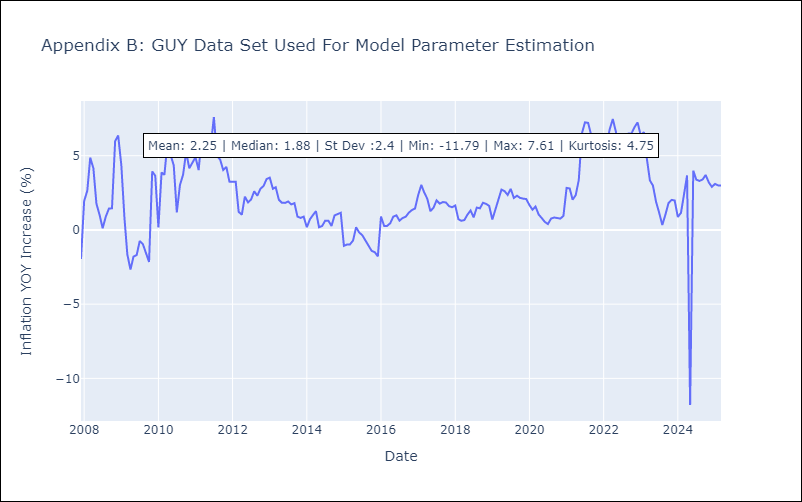 Appendix B: GUY Data Set Used For Model Parameter Estimation
Mean: 2.25 | Median: 1.88 | St Dev :2.4 | Min: -11.79 | Max: 7.61 | Kurtosis: 4.75
Inflation YOY Increase (%)
5
0
−5
−10
2008 2010 2012 2014 2016 2018 2020 2022 2024
Date